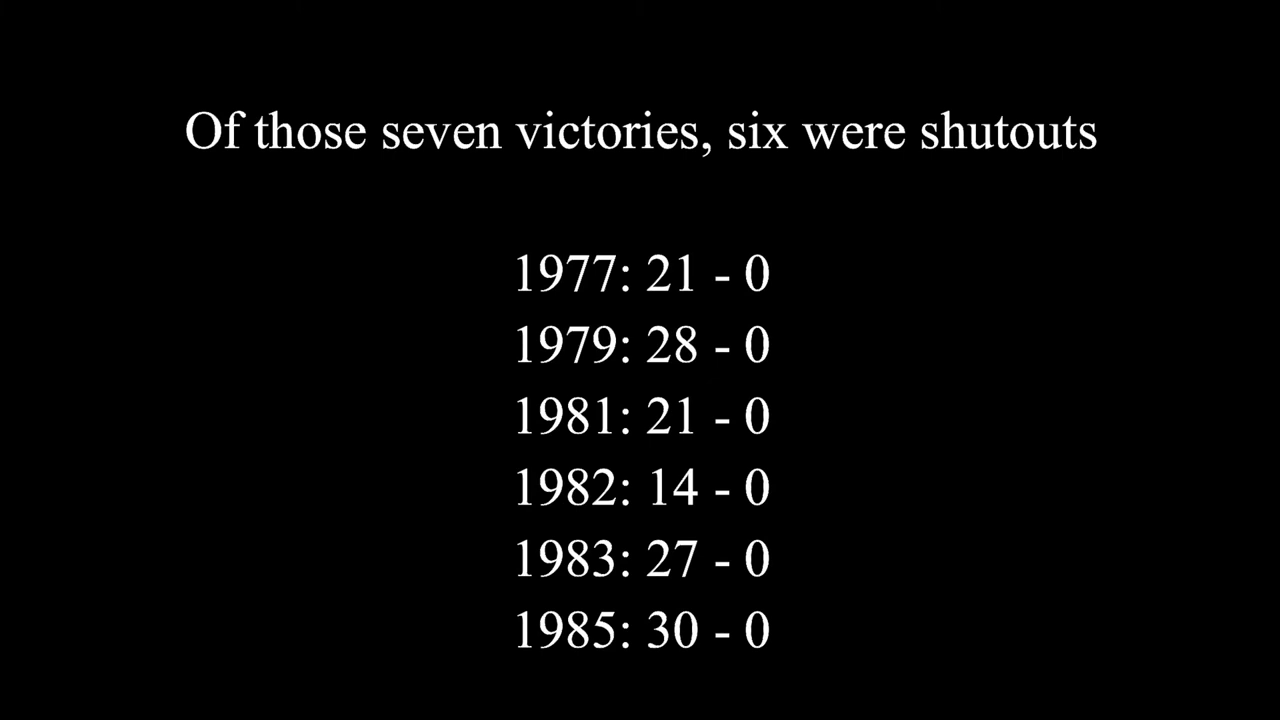 Of those seven victories, six were shutouts
1977: 21 - 0
1979: 28 - 0
1981: 21 - 0
1982: 14 - 0
1983: 27 - 0
1985: 30 - 0